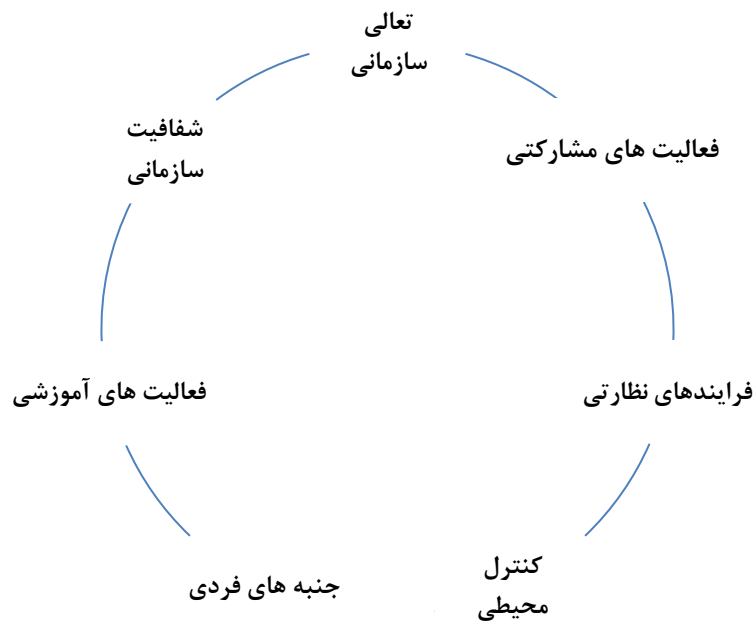 تعالی
سازمانی
فعالیت های مشارکتی
فرایندهای نظارتی
کنترل
محیطی
جنبه های فردی
فعالیت های آموزشی
شفافیت
سازمانی